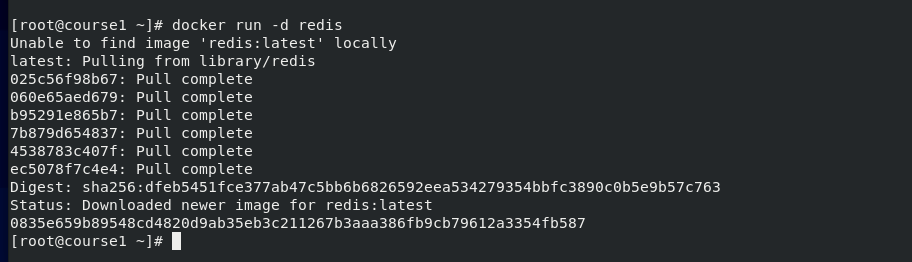 [root@course1 ~]# docker run -d redis
Unable to find image 'redis:latest' locally
latest: Pulling from library/redis
025c56f98b67: Pull complete
060e65aed679: Pull complete
b95291e865b7: Pull complete
7b879d654837: Pull complete
4538783c407f: Pull complete
ec5078f7c4e4: Pull complete
Digest: sha256:dfeb5451fce377ab47c5bb6b6826592eea534279354bbfc3890c0b5e9b57c763
Status: Downloaded newer image for redis:latest
0835e659b89548cd4820d9ab35eb3c211267b3aaa386fb9cb79612a3354fb587
[root@course1 ~]#